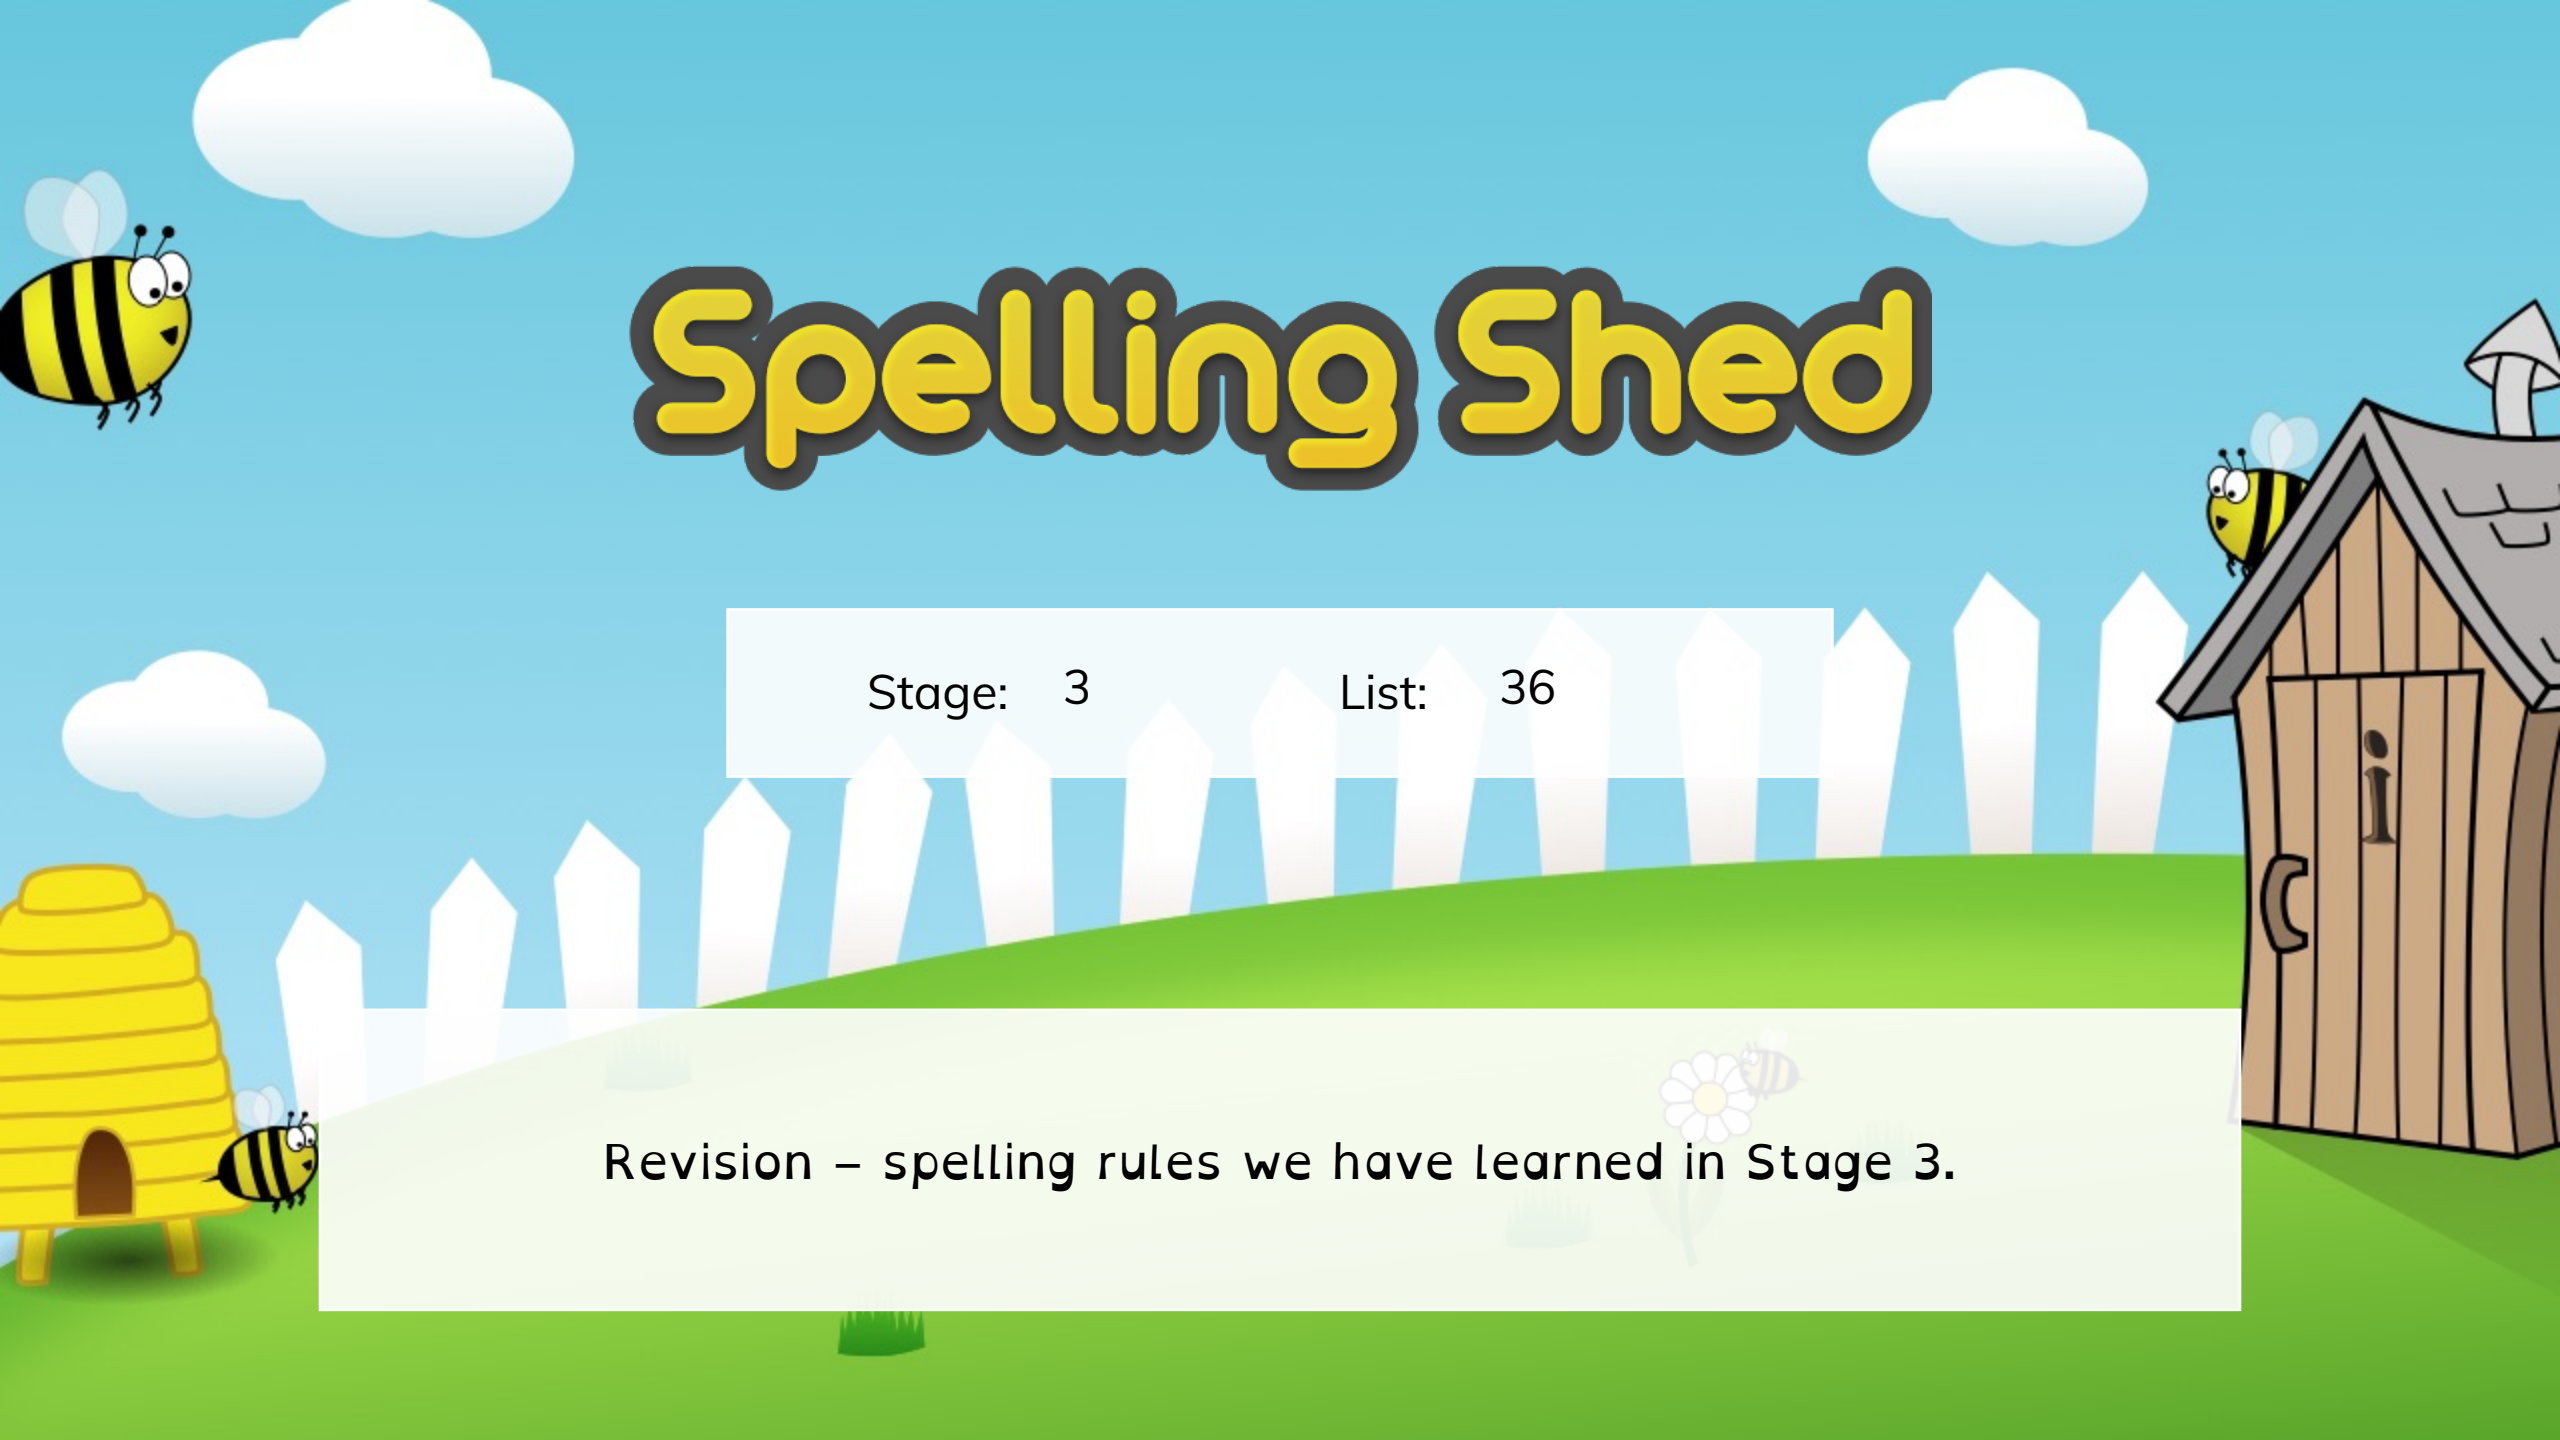 Spelling Shed
Stage: 3 List: 36
i
Revision – spelling rules we have learned in Stage 3.